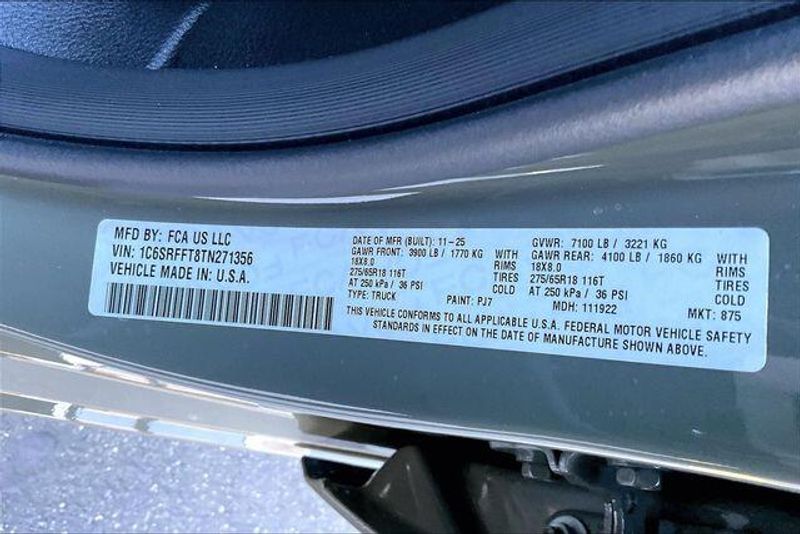 MFD BY: FCA US LLC
VIN: 1C6SRFFT8TN271356
VEHICLE MADE IN: U.S.A.
DATE OF MFR (BUILT): 11-25
GAWR FRONT: 3900 LB / 1770 KG WITH
18X8.0 RIMS
275/65R18 116T TIRES
AT 250 kPa / 36 PSI COLD
TYPE: TRUCK PAINT: PJ7
GVWR: 7100 LB / 3221 KG
GAWR REAR: 4100 LB / 1860 KG WITH
18X8.0 RIMS
275/65R18 116T TIRES
AT 250 kPa / 36 PSI COLD
MDH: 111922 MKT: 875
THIS VEHICLE CONFORMS TO ALL APPLICABLE U.S.A. FEDERAL MOTOR VEHICLE SAFETY
STANDARDS IN EFFECT ON THE DATE OF MANUFACTURE SHOWN ABOVE.